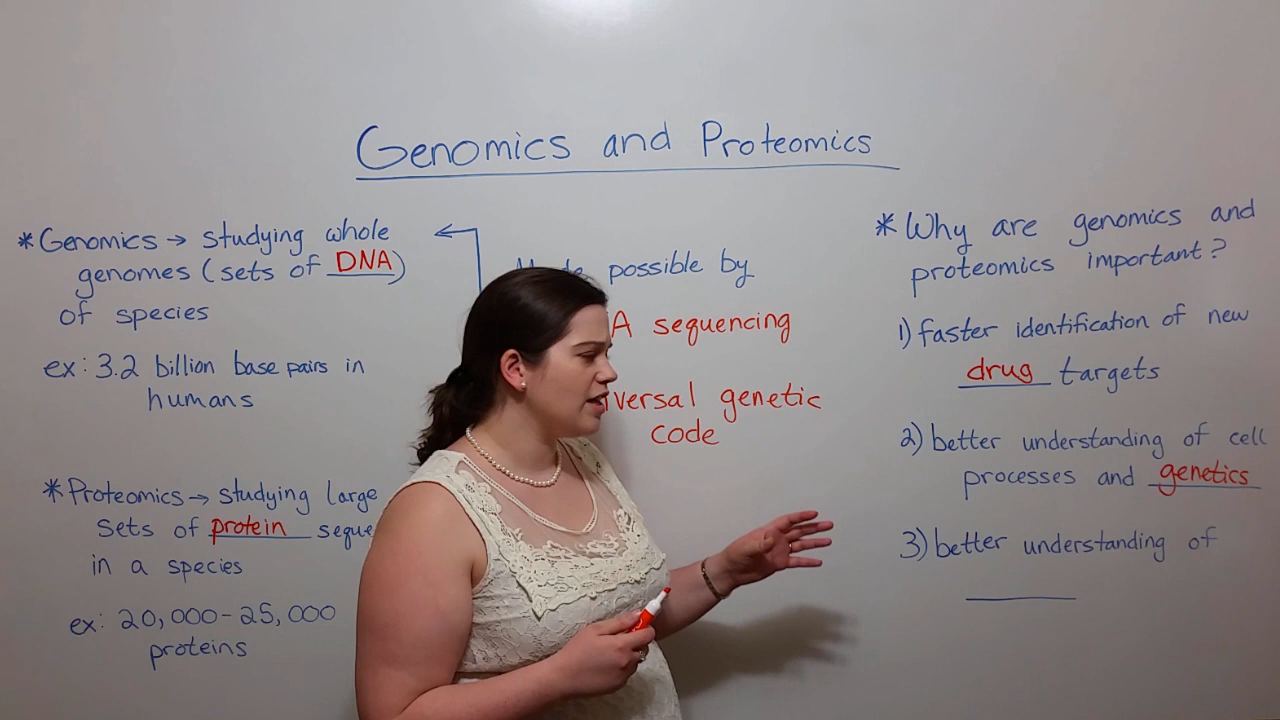 Genomics and Proteomics
*Genomics → studying whole
genomes (sets of DNA)
of species
ex: 3.2 billion base pairs in
humans
*Proteomics → studying large
sets of protein
in a species
ex: 20,000-25,000
proteins
possible by
A sequencing
versal genetic
code
*Why are genomics and
proteomics important?
1) faster identification of new
drug targets
2) better understanding of cell
processes and genetics
3) better understanding of